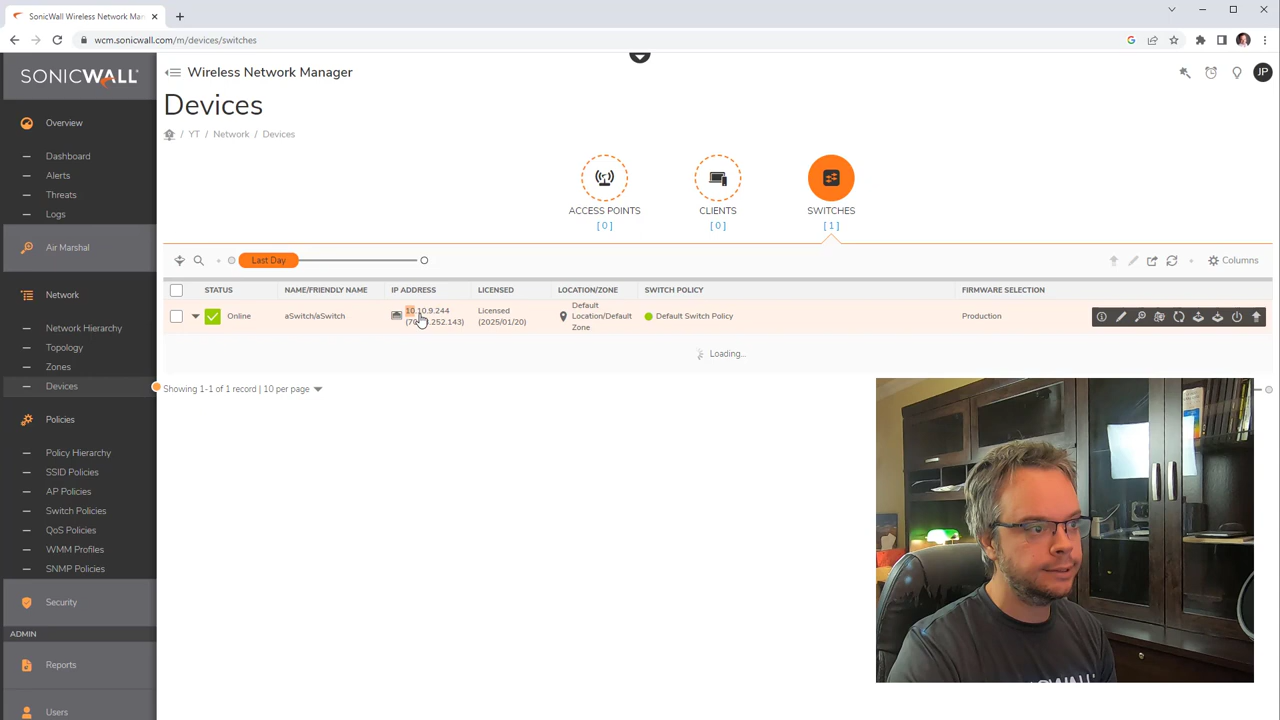 SonicWall Wireless Network Man
wcm.sonicwall.com/m/devices/switches
SONICWALL
Wireless Network Manager
JP
Devices
/ YT / Network / Devices
Overview
Dashboard
Alerts
Threats
Logs
Air Marshal
Network
Network Hierarchy
Topology
Zones
Devices
Policies
Policy Hierarchy
SSID Policies
AP Policies
Switch Policies
QoS Policies
WMM Profiles
SNMP Policies
Security
ADMIN
Reports
Users
ACCESS POINTS
[ 0 ]
CLIENTS
[ 0 ]
SWITCHES
[ 1 ]
Last Day
Columns
STATUS NAME/FRIENDLY NAME IP ADDRESS LICENSED LOCATION/ZONE SWITCH POLICY FIRMWARE SELECTION
Online
aSwitch/aSwitch
10.10.9.244
Licensed
(2025/01/20)
Default
Location/Default
Zone
Default Switch Policy
Production
Loading...
Showing 1-1 of 1 record | 10 per page